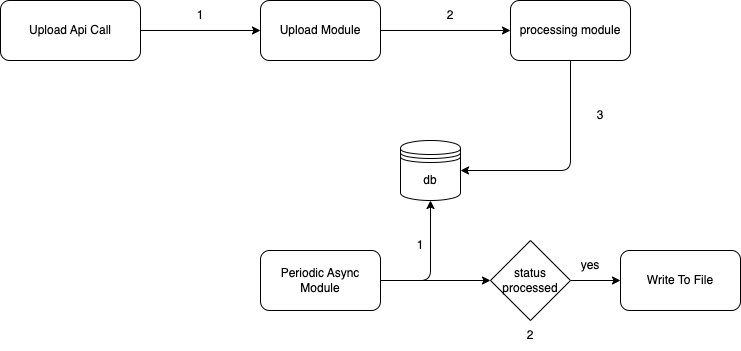 Upload Api Call
1
Upload Module
2
processing module
3
db
1
Periodic Async
Module
status
processed
yes
Write To File
2